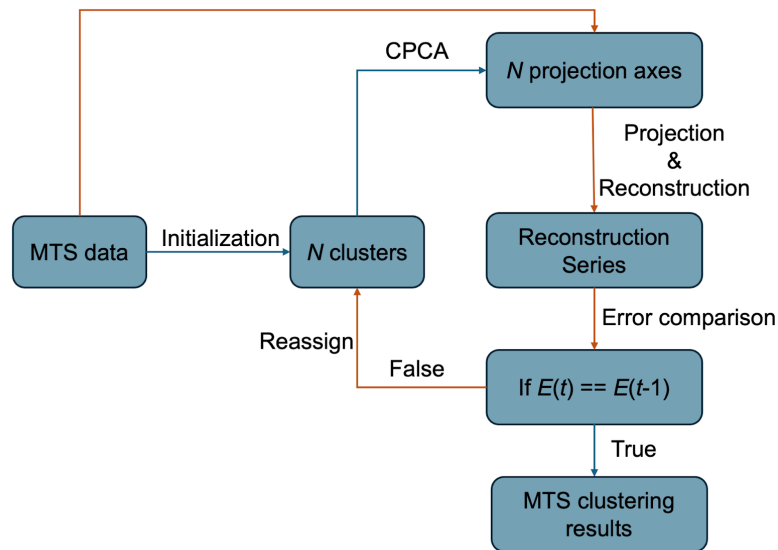 CPCA
N projection axes
Projection
&
Reconstruction
MTS data
Initialization
N clusters
Reconstruction
Series
Error comparison
Reassign
False
If E(t) == E(t-1)
True
MTS clustering
results